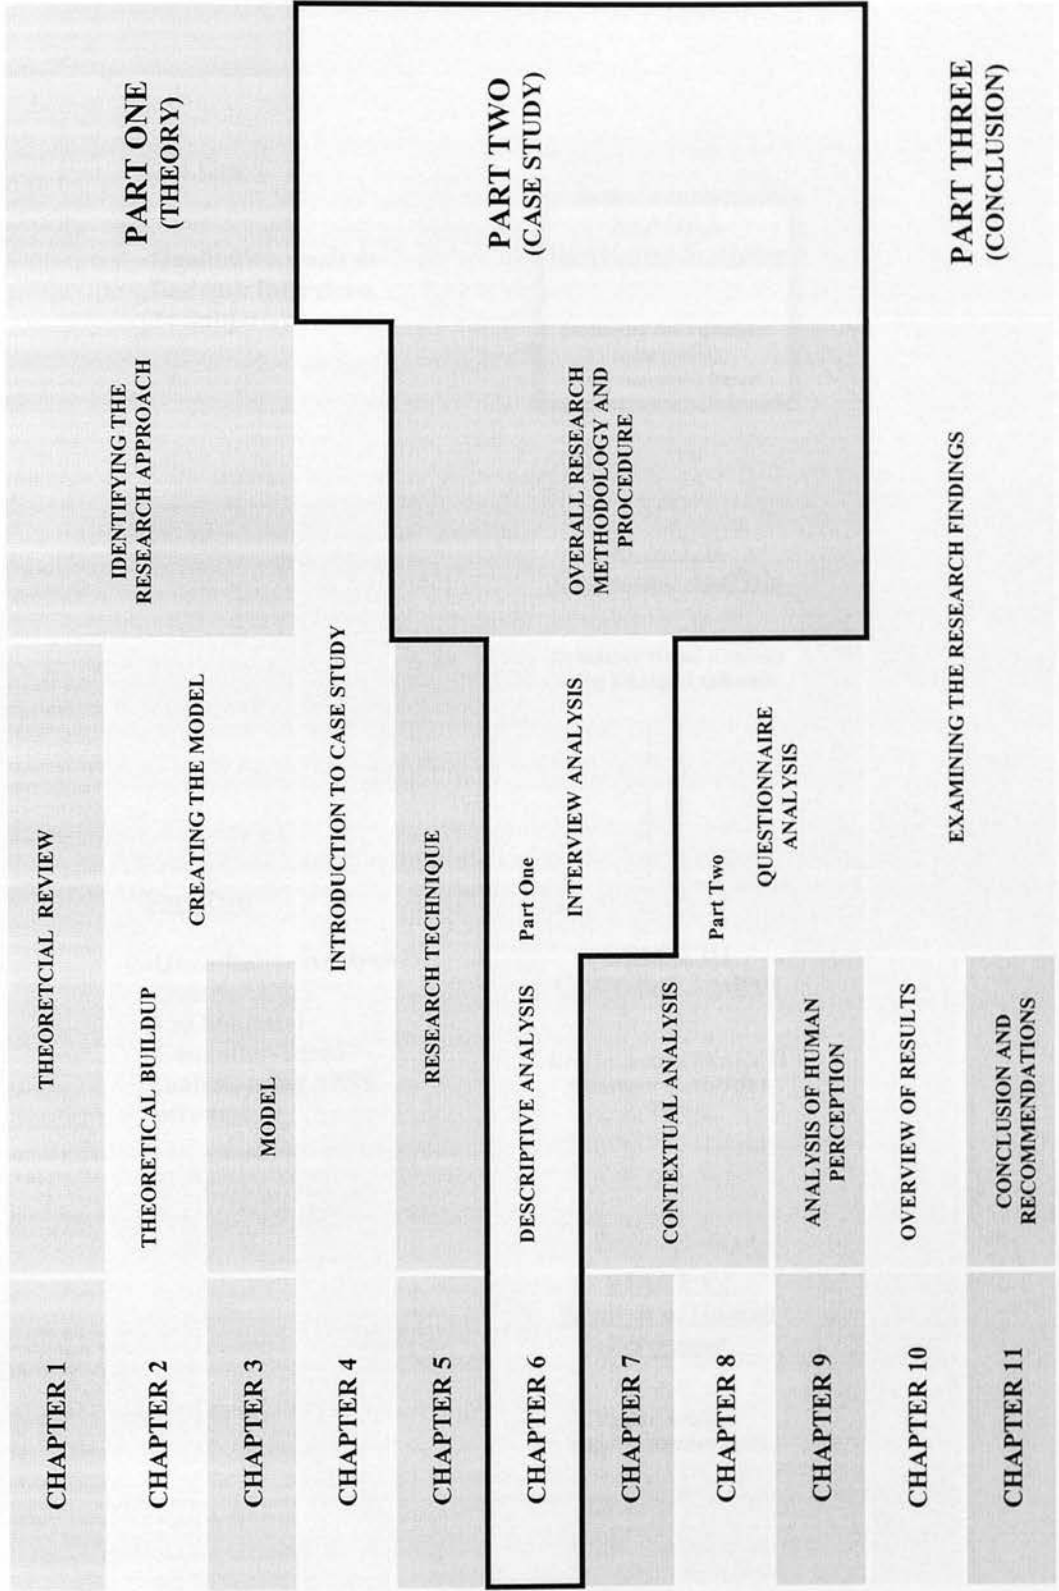 CHAPTER 1
THEORETCIAL REVIEW
IDENTIFYING THE
RESEARCH APPROACH
PART ONE
(THEORY)
CHAPTER 2
THEORETICAL BUILDUP
CREATING THE MODEL
CHAPTER 3
MODEL
CHAPTER 4
INTRODUCTION TO CASE STUDY
PART TWO
(CASE STUDY)
CHAPTER 5
RESEARCH TECHNIQUE
OVERALL RESEARCH
METHODOLOGY AND
PROCEDURE
CHAPTER 6
DESCRIPTIVE ANALYSIS
Part One
INTERVIEW ANALYSIS
CHAPTER 7
CONTEXTUAL ANALYSIS
CHAPTER 8
Part Two
QUESTIONNAIRE
ANALYSIS
CHAPTER 9
ANALYSIS OF HUMAN
PERCEPTION
CHAPTER 10
OVERVIEW OF RESULTS
EXAMINING THE RESEARCH FINDINGS
PART THREE
(CONCLUSION)
CHAPTER 11
CONCLUSION AND
RECOMMENDATIONS